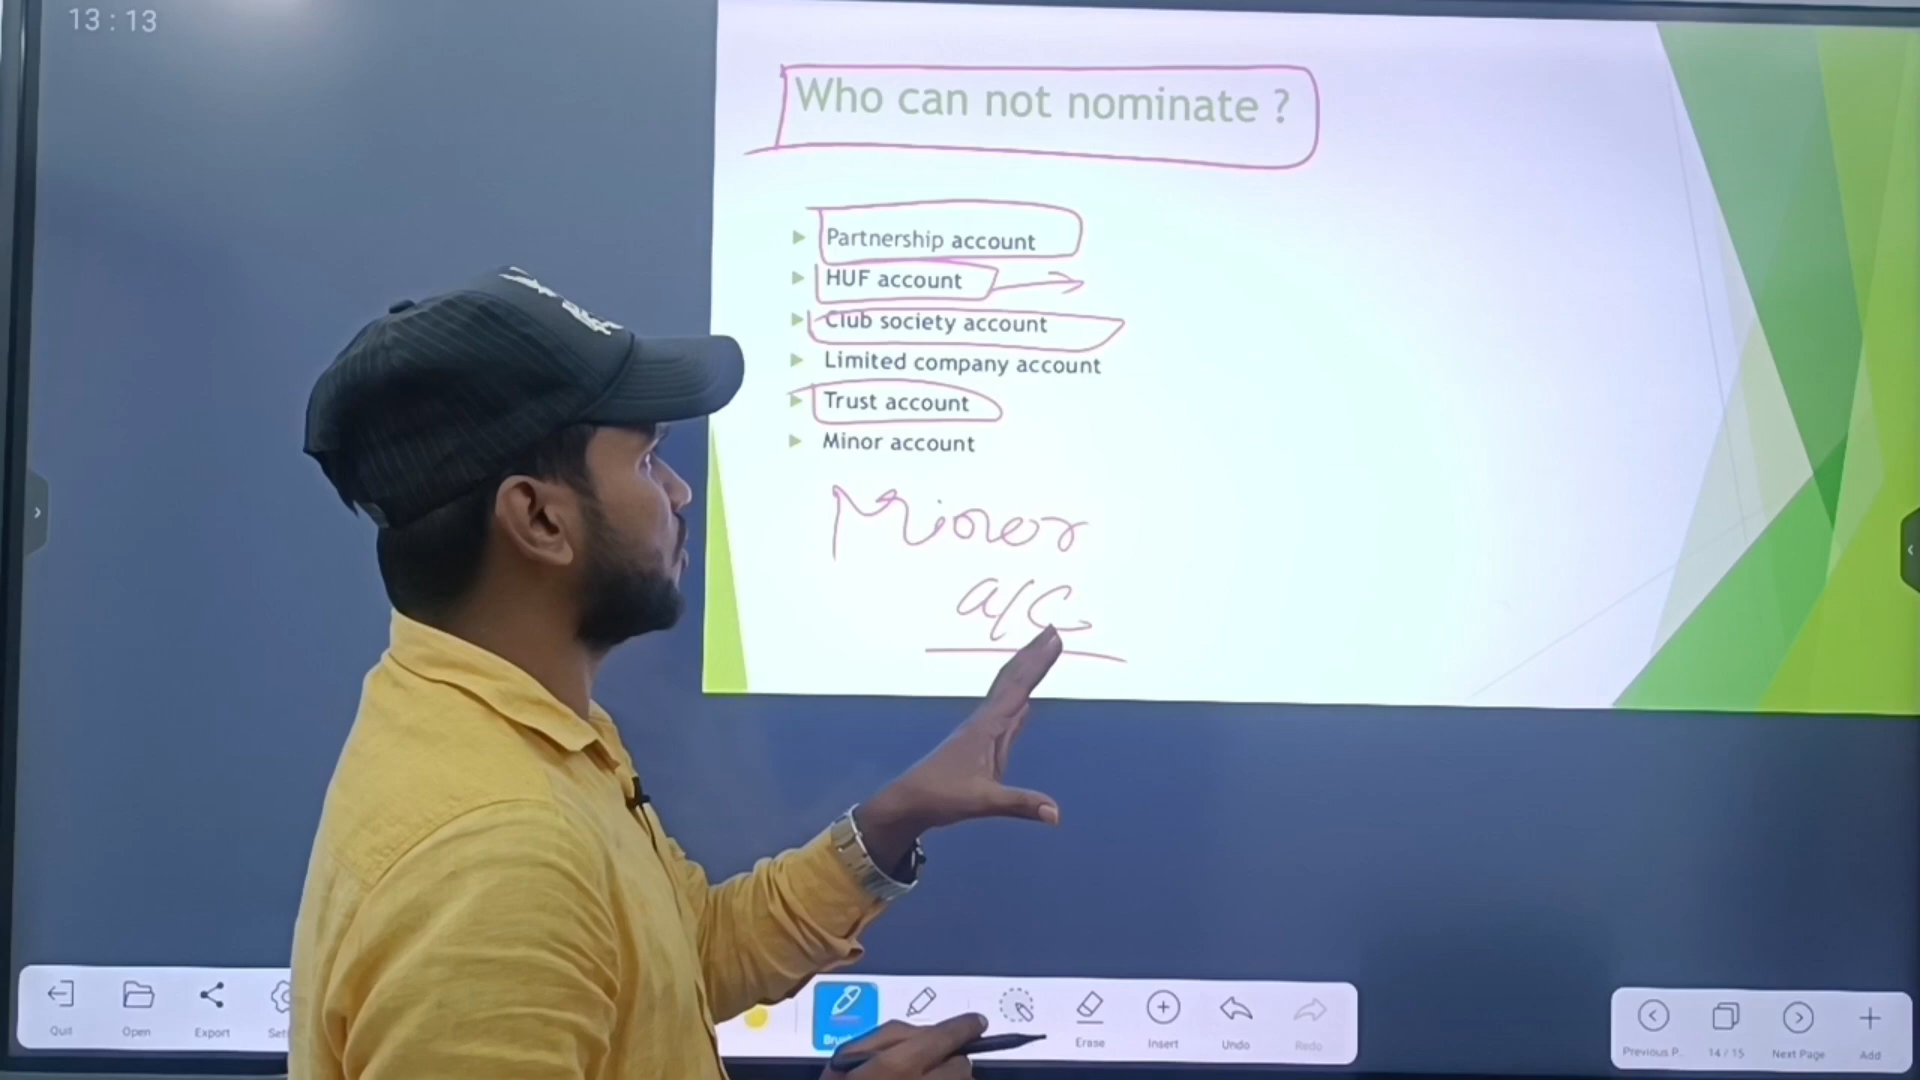 13 : 13
Who can not nominate ?
Partnership account
HUF account
Club society account
Limited company account
Trust account
Minor account
Minor
a/c
Quit
Open
Export
Erase
Insert
Undo
Redo
Previous P...
14 / 15
Next Page
Add